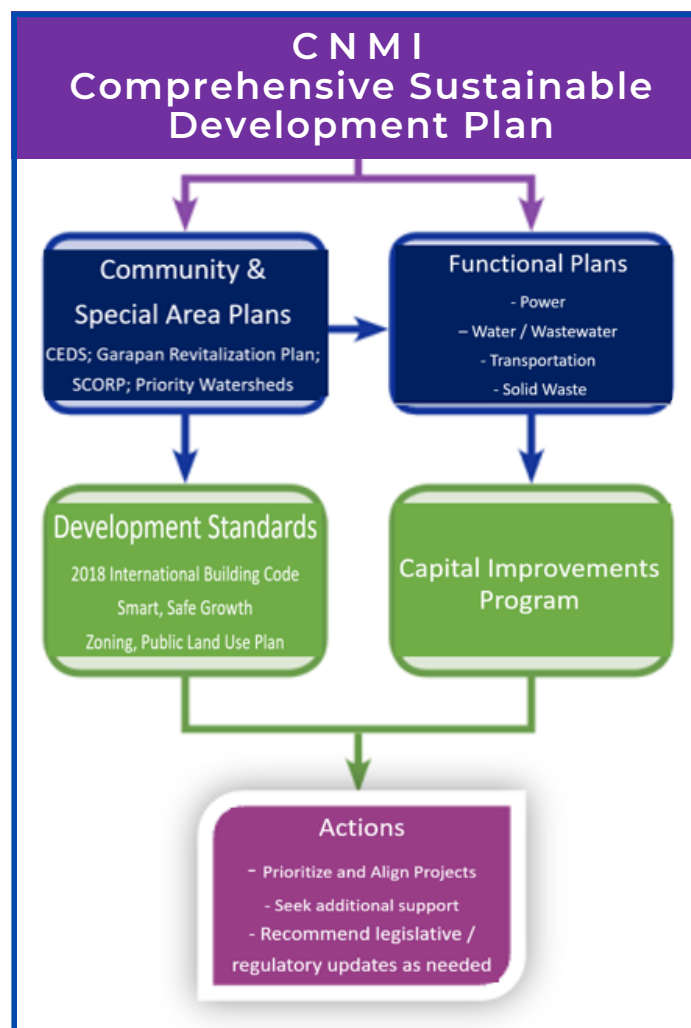 CNMI
Comprehensive Sustainable
Development Plan
Community &
Special Area Plans
CEDS; Garapan Revitalization Plan;
SCORP; Priority Watersheds
Functional Plans
- Power
– Water / Wastewater
- Transportation
- Solid Waste
Development Standards
2018 International Building Code
Smart, Safe Growth
Zoning, Public Land Use Plan
Capital Improvements
Program
Actions
- Prioritize and Align Projects
- Seek additional support
- Recommend legislative /
regulatory updates as needed